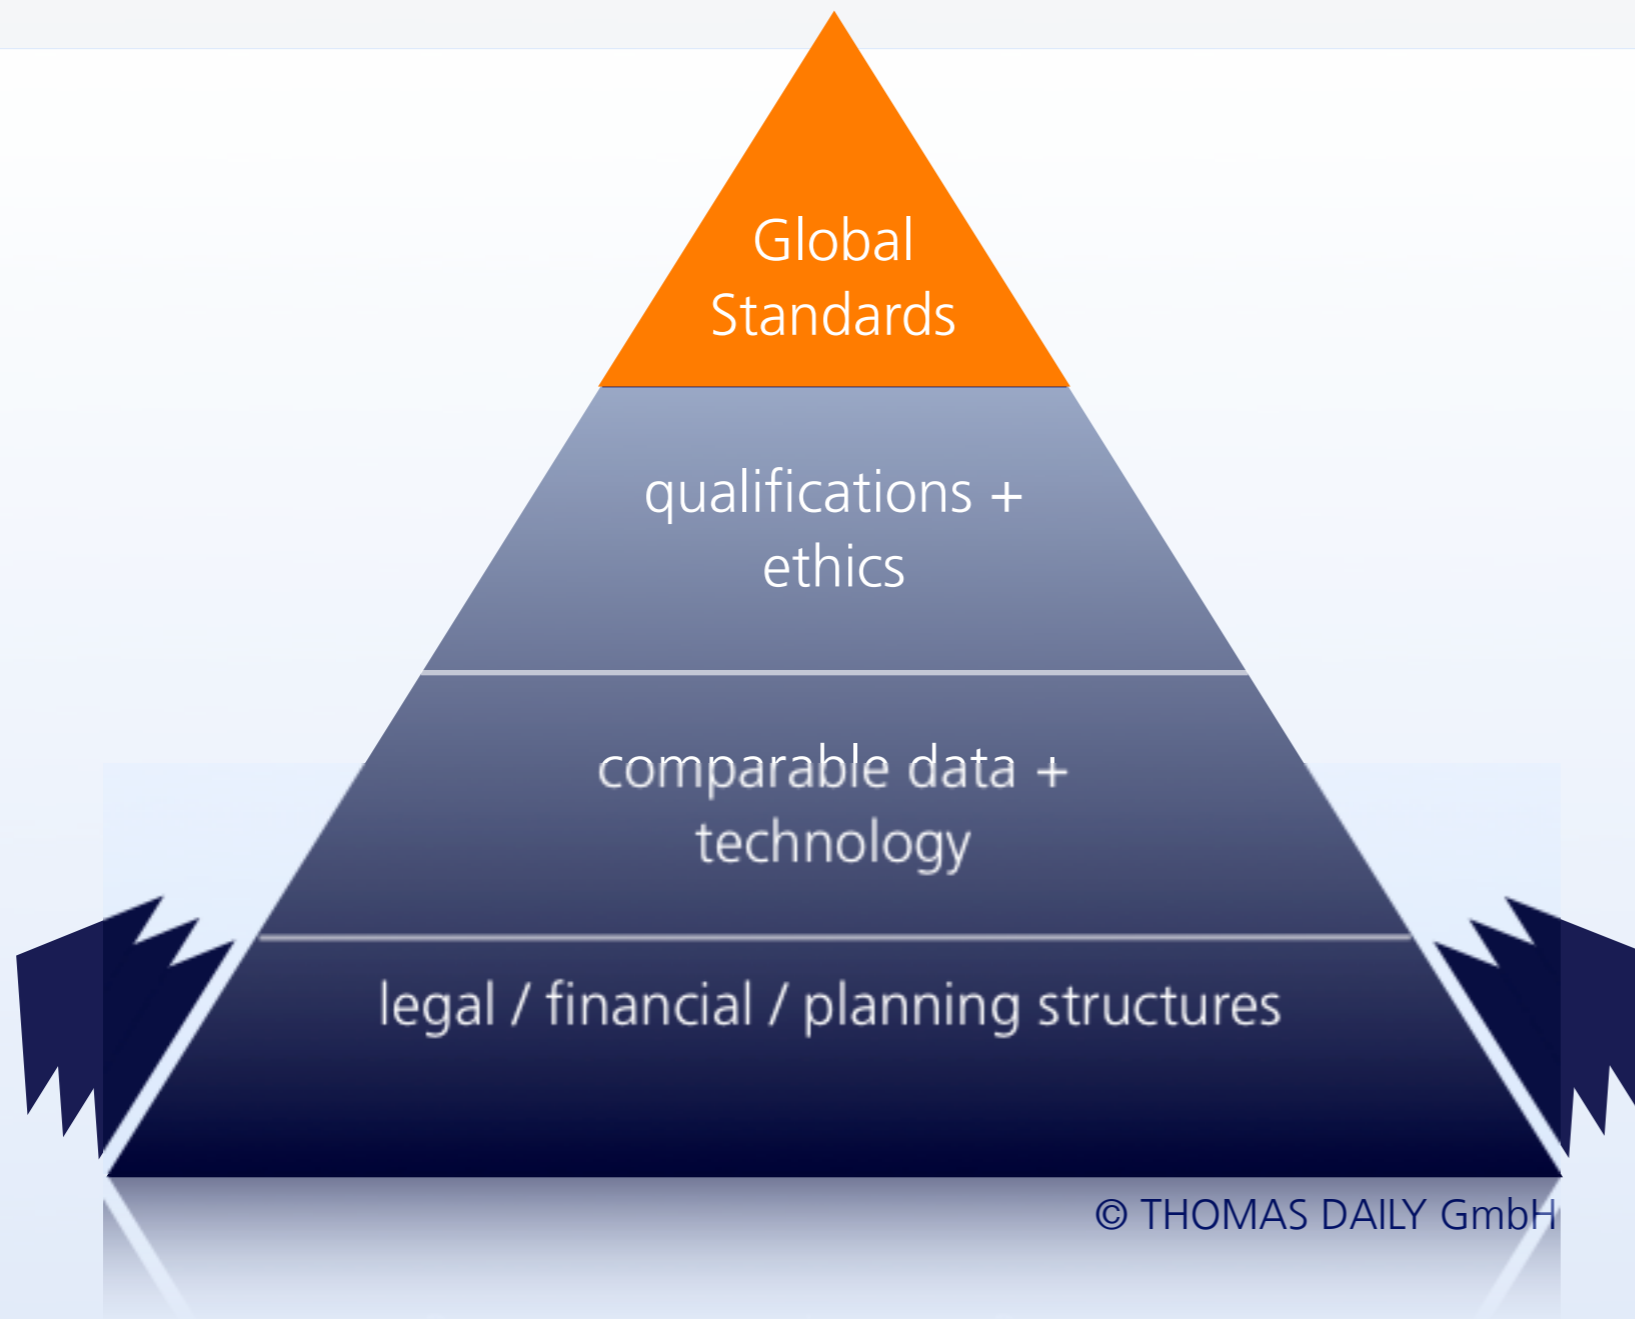 Global
Standards
qualifications +
ethics
comparable data +
technology
legal / financial / planning structures
© THOMAS DAILY GmbH